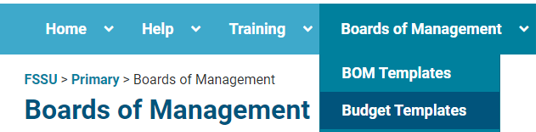 Home Help Training Boards of Management
FSSU > Primary > Boards of Management
BOM Templates
Boards of Management
Budget Templates